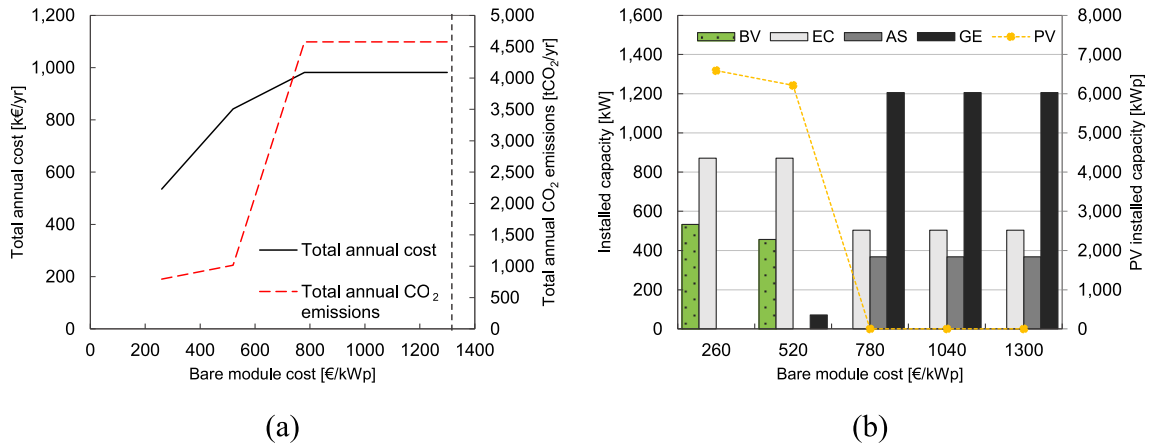 1,200
1,000
800
600
400
200
0
Total annual cost [k€/yr]
5,000
4,500
4,000
3,500
3,000
2,500
2,000
1,500
1,000
500
0
Total annual CO₂ emissions [tCO₂/yr]
Total annual cost
Total annual CO₂
emissions
0 200 400 600 800 1000 1200 1400
Bare module cost [€/kWp]
(a)
1,600
1,400
1,200
1,000
800
600
400
200
0
Installed capacity [kW]
BV EC AS GE PV
8,000
7,000
6,000
5,000
4,000
3,000
2,000
1,000
0
PV installed capacity [kWp]
260 520 780 1040 1300
Bare module cost [€/kWp]
(b)